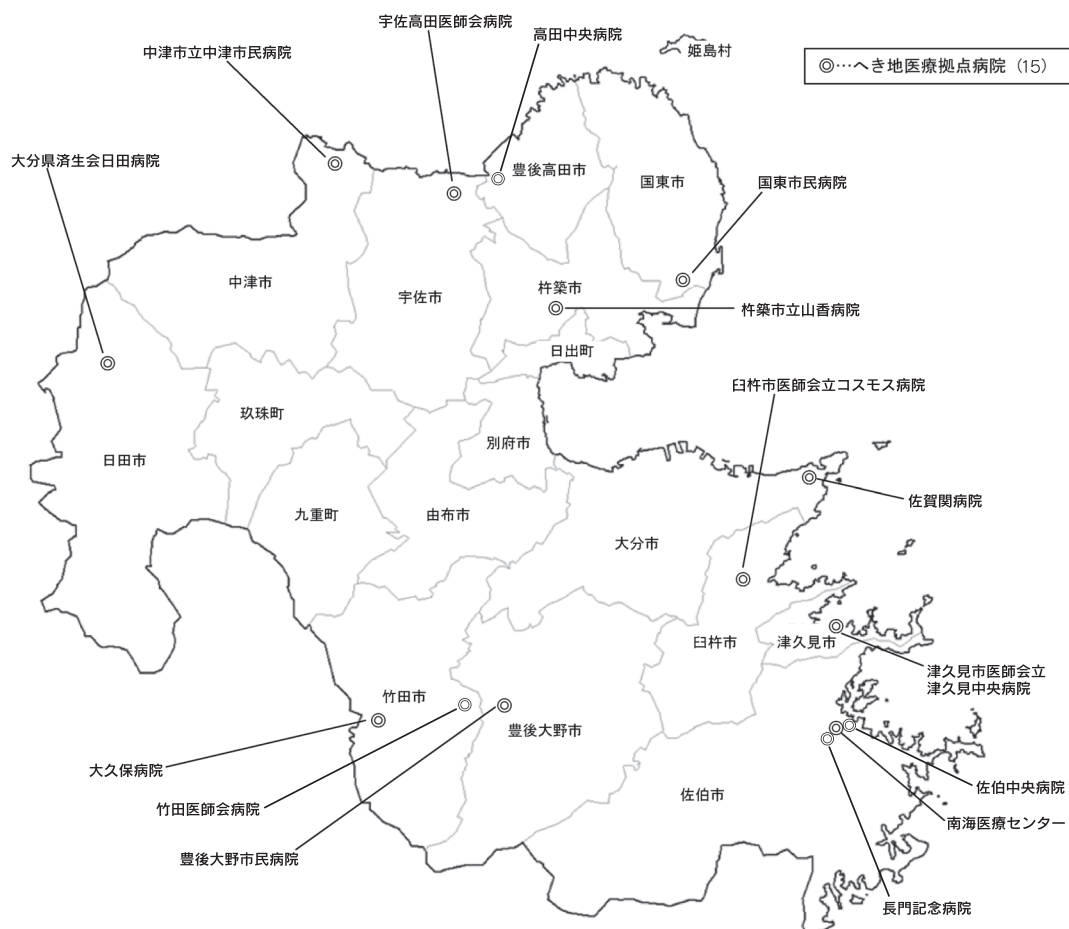 宇佐高田医師会病院
高田中央病院
中津市立中津市民病院
姫島村
◎…へき地医療拠点病院 (15)
大分県済生会日田病院
豊後高田市
国東市
国東市民病院
中津市
宇佐市
杵築市
杵築市立山香病院
日出町
臼杵市医師会立コスモス病院
玖珠町
別府市
日田市
佐賀関病院
九重町
由布市
大分市
臼杵市
津久見市
津久見市医師会立
津久見中央病院
竹田市
豊後大野市
大久保病院
佐伯中央病院
佐伯市
竹田医師会病院
南海医療センター
豊後大野市民病院
長門記念病院